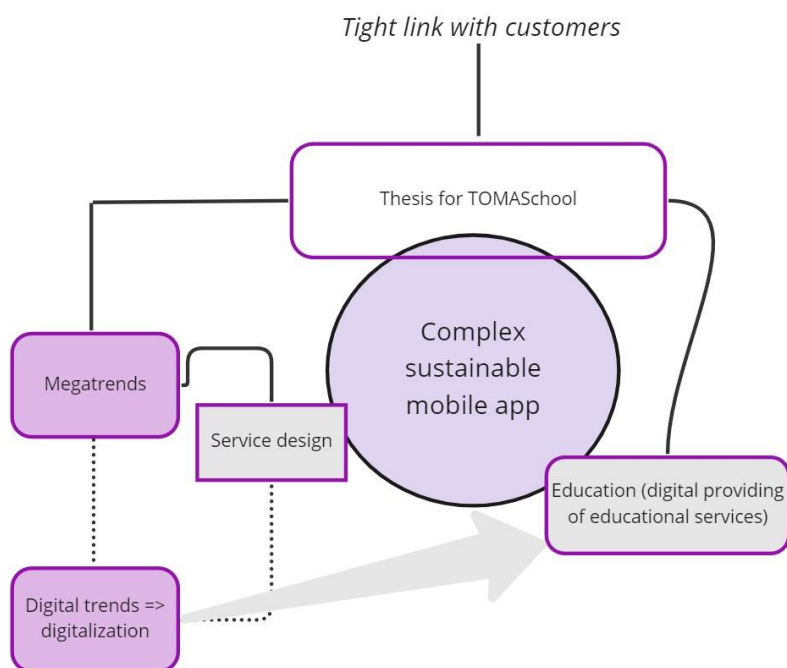 Tight link with customers
Thesis for TOMASchool
Complex
sustainable
mobile app
Megatrends
Service design
Education (digital providing
of educational services)
Digital trends =>
digitalization